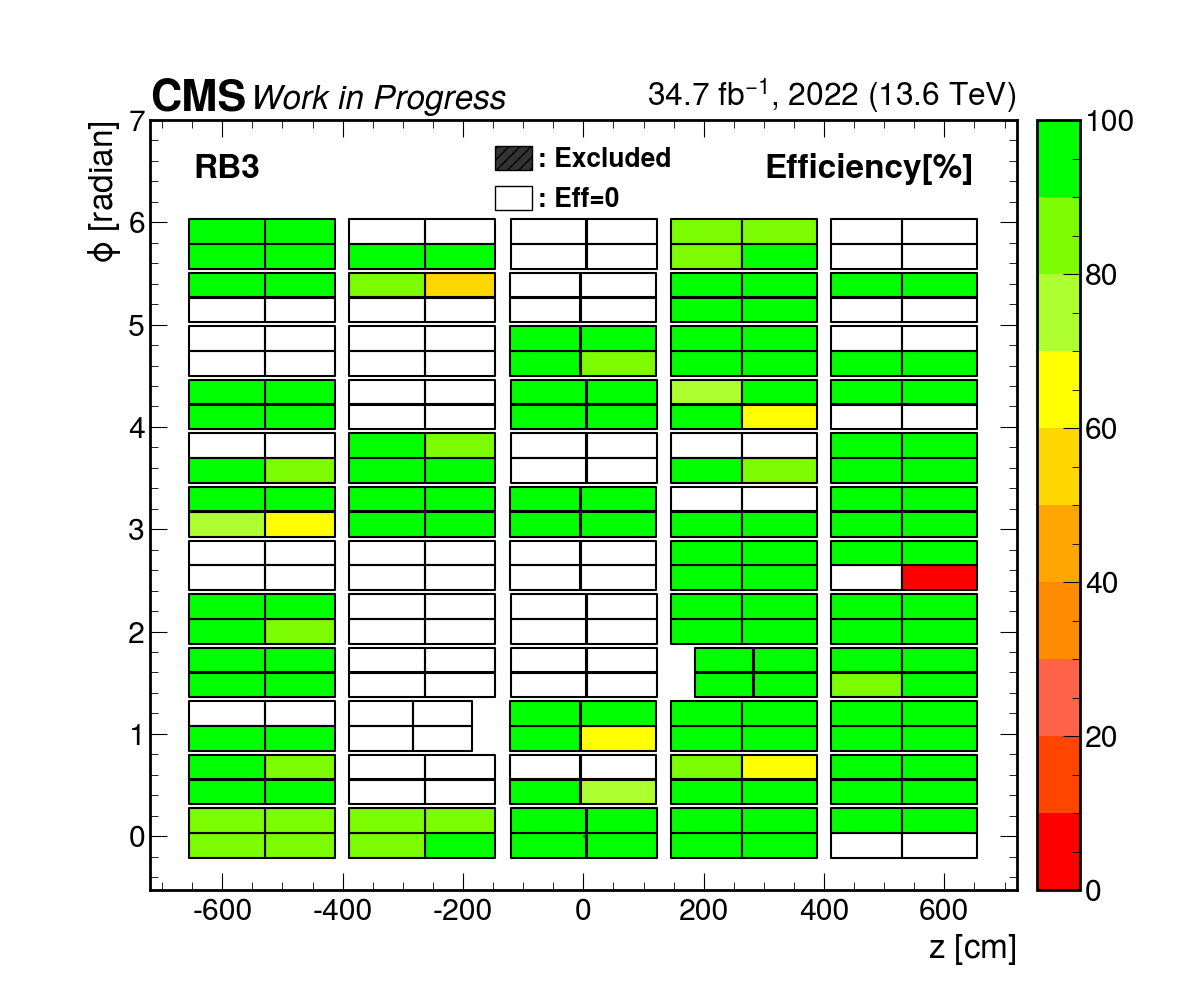 CMS Work in Progress 34.7 fb⁻¹, 2022 (13.6 TeV)
RB3 : Excluded Efficiency[%]
: Eff=0
ϕ [radian]
7
6
5
4
3
2
1
0
-600 -400 -200 0 200 400 600
z [cm]
100
80
60
40
20
0